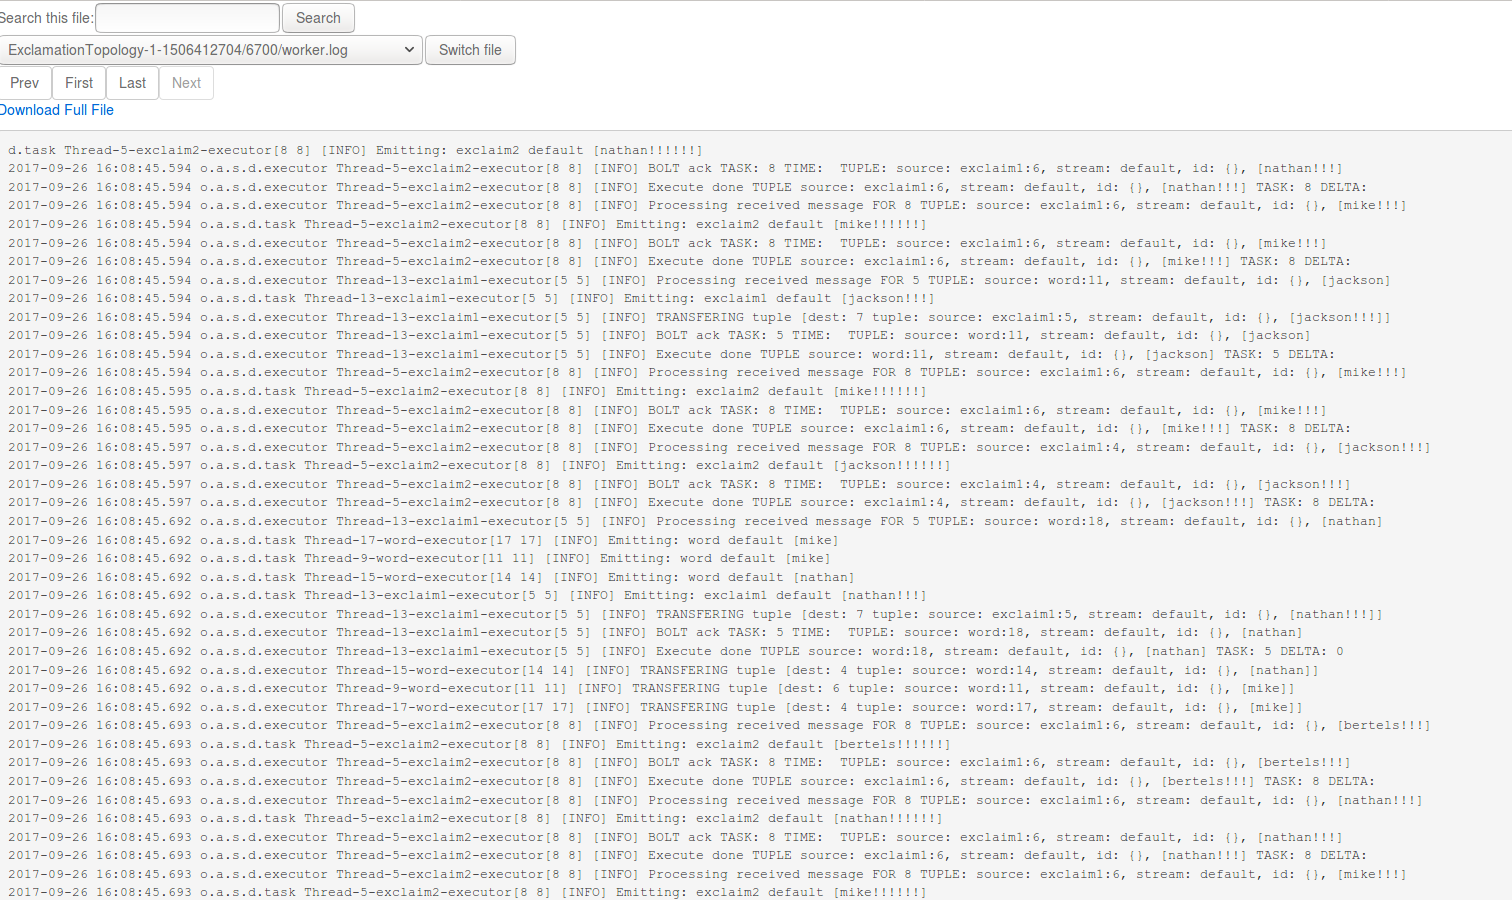 Search this file: Search
ExclamationTopology-1-1506412704/6700/worker.log Switch file
Prev First Last Next
Download Full File
d.task Thread-5-exclaim2-executor[8 8] [INFO] Emitting: exclaim2 default [nathan!!!!!!]
2017-09-26 16:08:45.594 o.a.s.d.executor Thread-5-exclaim2-executor[8 8] [INFO] BOLT ack TASK: 8 TIME:  TUPLE: source: exclaim1:6, stream: default, id: {}, [nathan!!!]
2017-09-26 16:08:45.594 o.a.s.d.executor Thread-5-exclaim2-executor[8 8] [INFO] Execute done TUPLE source: exclaim1:6, stream: default, id: {}, [nathan!!!] TASK: 8 DELTA:
2017-09-26 16:08:45.594 o.a.s.d.executor Thread-5-exclaim2-executor[8 8] [INFO] Processing received message FOR 8 TUPLE: source: exclaim1:6, stream: default, id: {}, [mike!!!]
2017-09-26 16:08:45.594 o.a.s.d.task Thread-5-exclaim2-executor[8 8] [INFO] Emitting: exclaim2 default [mike!!!!!!]
2017-09-26 16:08:45.594 o.a.s.d.executor Thread-5-exclaim2-executor[8 8] [INFO] BOLT ack TASK: 8 TIME:  TUPLE: source: exclaim1:6, stream: default, id: {}, [mike!!!]
2017-09-26 16:08:45.594 o.a.s.d.executor Thread-5-exclaim2-executor[8 8] [INFO] Execute done TUPLE source: exclaim1:6, stream: default, id: {}, [mike!!!] TASK: 8 DELTA:
2017-09-26 16:08:45.594 o.a.s.d.executor Thread-13-exclaim1-executor[5 5] [INFO] Processing received message FOR 5 TUPLE: source: word:11, stream: default, id: {}, [jackson]
2017-09-26 16:08:45.594 o.a.s.d.task Thread-13-exclaim1-executor[5 5] [INFO] Emitting: exclaim1 default [jackson!!!]
2017-09-26 16:08:45.594 o.a.s.d.executor Thread-13-exclaim1-executor[5 5] [INFO] TRANSFERING tuple [dest: 7 tuple: source: exclaim1:5, stream: default, id: {}, [jackson!!!]]
2017-09-26 16:08:45.594 o.a.s.d.executor Thread-13-exclaim1-executor[5 5] [INFO] BOLT ack TASK: 5 TIME:  TUPLE: source: word:11, stream: default, id: {}, [jackson]
2017-09-26 16:08:45.594 o.a.s.d.executor Thread-13-exclaim1-executor[5 5] [INFO] Execute done TUPLE source: word:11, stream: default, id: {}, [jackson] TASK: 5 DELTA:
2017-09-26 16:08:45.594 o.a.s.d.executor Thread-5-exclaim2-executor[8 8] [INFO] Processing received message FOR 8 TUPLE: source: exclaim1:6, stream: default, id: {}, [mike!!!]
2017-09-26 16:08:45.595 o.a.s.d.task Thread-5-exclaim2-executor[8 8] [INFO] Emitting: exclaim2 default [mike!!!!!!]
2017-09-26 16:08:45.595 o.a.s.d.executor Thread-5-exclaim2-executor[8 8] [INFO] BOLT ack TASK: 8 TIME:  TUPLE: source: exclaim1:6, stream: default, id: {}, [mike!!!]
2017-09-26 16:08:45.595 o.a.s.d.executor Thread-5-exclaim2-executor[8 8] [INFO] Execute done TUPLE source: exclaim1:6, stream: default, id: {}, [mike!!!] TASK: 8 DELTA:
2017-09-26 16:08:45.597 o.a.s.d.executor Thread-5-exclaim2-executor[8 8] [INFO] Processing received message FOR 8 TUPLE: source: exclaim1:4, stream: default, id: {}, [jackson!!!]
2017-09-26 16:08:45.597 o.a.s.d.task Thread-5-exclaim2-executor[8 8] [INFO] Emitting: exclaim2 default [jackson!!!!!!]
2017-09-26 16:08:45.597 o.a.s.d.executor Thread-5-exclaim2-executor[8 8] [INFO] BOLT ack TASK: 8 TIME:  TUPLE: source: exclaim1:4, stream: default, id: {}, [jackson!!!]
2017-09-26 16:08:45.597 o.a.s.d.executor Thread-5-exclaim2-executor[8 8] [INFO] Execute done TUPLE source: exclaim1:4, stream: default, id: {}, [jackson!!!] TASK: 8 DELTA:
2017-09-26 16:08:45.692 o.a.s.d.executor Thread-13-exclaim1-executor[5 5] [INFO] Processing received message FOR 5 TUPLE: source: word:18, stream: default, id: {}, [nathan]
2017-09-26 16:08:45.692 o.a.s.d.task Thread-17-word-executor[17 17] [INFO] Emitting: word default [mike]
2017-09-26 16:08:45.692 o.a.s.d.task Thread-9-word-executor[11 11] [INFO] Emitting: word default [mike]
2017-09-26 16:08:45.692 o.a.s.d.task Thread-15-word-executor[14 14] [INFO] Emitting: word default [nathan]
2017-09-26 16:08:45.692 o.a.s.d.task Thread-13-exclaim1-executor[5 5] [INFO] Emitting: exclaim1 default [nathan!!!]
2017-09-26 16:08:45.692 o.a.s.d.executor Thread-13-exclaim1-executor[5 5] [INFO] TRANSFERING tuple [dest: 7 tuple: source: exclaim1:5, stream: default, id: {}, [nathan!!!]]
2017-09-26 16:08:45.692 o.a.s.d.executor Thread-13-exclaim1-executor[5 5] [INFO] BOLT ack TASK: 5 TIME:  TUPLE: source: word:18, stream: default, id: {}, [nathan]
2017-09-26 16:08:45.692 o.a.s.d.executor Thread-13-exclaim1-executor[5 5] [INFO] Execute done TUPLE source: word:18, stream: default, id: {}, [nathan] TASK: 5 DELTA: 0
2017-09-26 16:08:45.692 o.a.s.d.executor Thread-15-word-executor[14 14] [INFO] TRANSFERING tuple [dest: 4 tuple: source: word:14, stream: default, id: {}, [nathan]]
2017-09-26 16:08:45.692 o.a.s.d.executor Thread-9-word-executor[11 11] [INFO] TRANSFERING tuple [dest: 6 tuple: source: word:11, stream: default, id: {}, [mike]]
2017-09-26 16:08:45.692 o.a.s.d.executor Thread-17-word-executor[17 17] [INFO] TRANSFERING tuple [dest: 4 tuple: source: word:17, stream: default, id: {}, [mike]]
2017-09-26 16:08:45.693 o.a.s.d.executor Thread-5-exclaim2-executor[8 8] [INFO] Processing received message FOR 8 TUPLE: source: exclaim1:6, stream: default, id: {}, [bertels!!!]
2017-09-26 16:08:45.693 o.a.s.d.task Thread-5-exclaim2-executor[8 8] [INFO] Emitting: exclaim2 default [bertels!!!!!!]
2017-09-26 16:08:45.693 o.a.s.d.executor Thread-5-exclaim2-executor[8 8] [INFO] BOLT ack TASK: 8 TIME:  TUPLE: source: exclaim1:6, stream: default, id: {}, [bertels!!!]
2017-09-26 16:08:45.693 o.a.s.d.executor Thread-5-exclaim2-executor[8 8] [INFO] Execute done TUPLE source: exclaim1:6, stream: default, id: {}, [bertels!!!] TASK: 8 DELTA:
2017-09-26 16:08:45.693 o.a.s.d.executor Thread-5-exclaim2-executor[8 8] [INFO] Processing received message FOR 8 TUPLE: source: exclaim1:6, stream: default, id: {}, [nathan!!!]
2017-09-26 16:08:45.693 o.a.s.d.task Thread-5-exclaim2-executor[8 8] [INFO] Emitting: exclaim2 default [nathan!!!!!!]
2017-09-26 16:08:45.693 o.a.s.d.executor Thread-5-exclaim2-executor[8 8] [INFO] BOLT ack TASK: 8 TIME:  TUPLE: source: exclaim1:6, stream: default, id: {}, [nathan!!!]
2017-09-26 16:08:45.693 o.a.s.d.executor Thread-5-exclaim2-executor[8 8] [INFO] Execute done TUPLE source: exclaim1:6, stream: default, id: {}, [nathan!!!] TASK: 8 DELTA:
2017-09-26 16:08:45.693 o.a.s.d.executor Thread-5-exclaim2-executor[8 8] [INFO] Processing received message FOR 8 TUPLE: source: exclaim1:6, stream: default, id: {}, [mike!!!]
2017-09-26 16:08:45.693 o.a.s.d.task Thread-5-exclaim2-executor[8 8] [INFO] Emitting: exclaim2 default [mike!!!!!!]